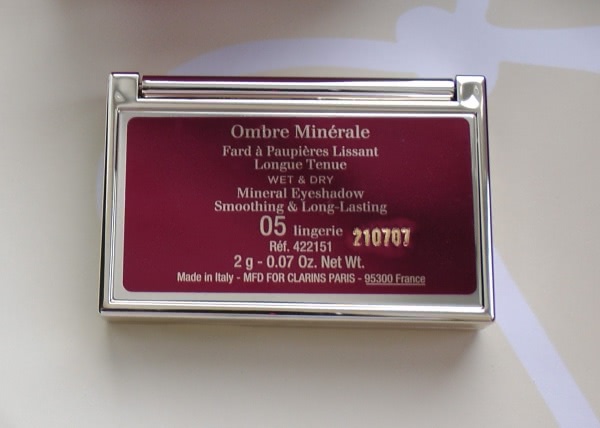 Ombre Minérale
Fard à Paupières Lissant
Longue Tenue
WET & DRY
Mineral Eyeshadow
Smoothing & Long-Lasting
05 lingerie 210707
Réf. 422151
2 g - 0.07 Oz. Net Wt.
Made in Italy - MFD FOR CLARINS PARIS - 95300 France